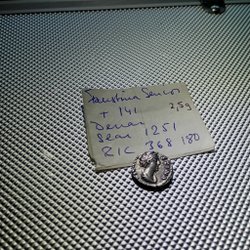 Faustina Senior
+ 141 2,5g
Denar
Sear 1251
RIC 368 180